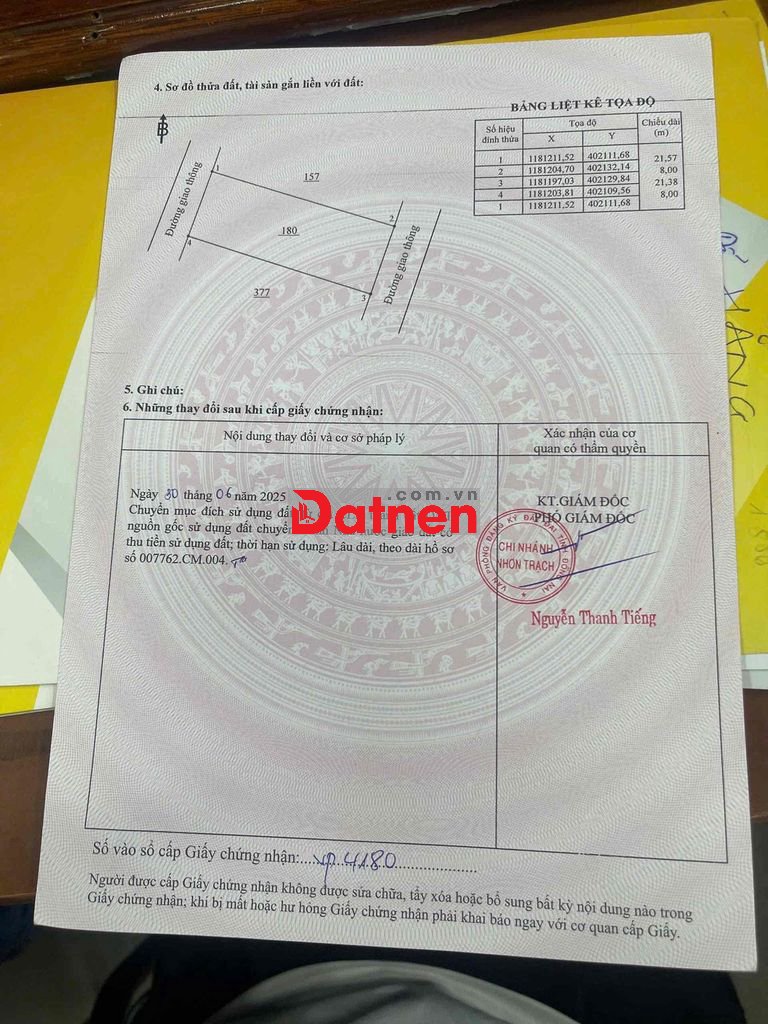 4. Sơ đồ thửa đất, tài sản gắn liền với đất:
BẢNG LIỆT KÊ TỌA ĐỘ
Số hiệu đỉnh thửa Tọa độ Chiều dài (m)
X Y
1 1181211,52 402111,68
21,57
2 1181204,70 402132,14
8,00
3 1181197,03 402129,84
21,38
4 1181203,81 402109,56
8,00
1 1181211,52 402111,68
B
Đường giao thông
1
157
2
180
4
377
3
Đường giao thông
5. Ghi chú:
6. Những thay đổi sau khi cấp giấy chứng nhận:
Nội dung thay đổi và cơ sở pháp lý
Xác nhận của cơ
quan có thẩm quyền
Ngày 30 tháng 06 năm 2025
Chuyển mục đích sử dụng
nguồn gốc sử dụng đất
thu tiền sử dụng đất; thời hạn sử dụng: Lâu dài, theo dài hồ sơ
số 007762.CM.004.
Datnen
.com.vn
KT.GIÁM ĐỐC
PHÓ GIÁM ĐỐC
VĂN PHÒNG ĐĂNG KÝ ĐẤT ĐAI TỈNH ĐỒNG NAI
CHI NHÁNH
NHƠN TRẠCH
Nguyễn Thanh Tiếng
Số vào sổ cấp Giấy chứng nhận: 4180
Người được cấp Giấy chứng nhận không được sửa chữa, tẩy xóa hoặc bổ sung bất kỳ nội dung nào trong
Giấy chứng nhận; khi bị mất hoặc hư hỏng Giấy chứng nhận phải khai báo ngay với cơ quan cấp Giấy.